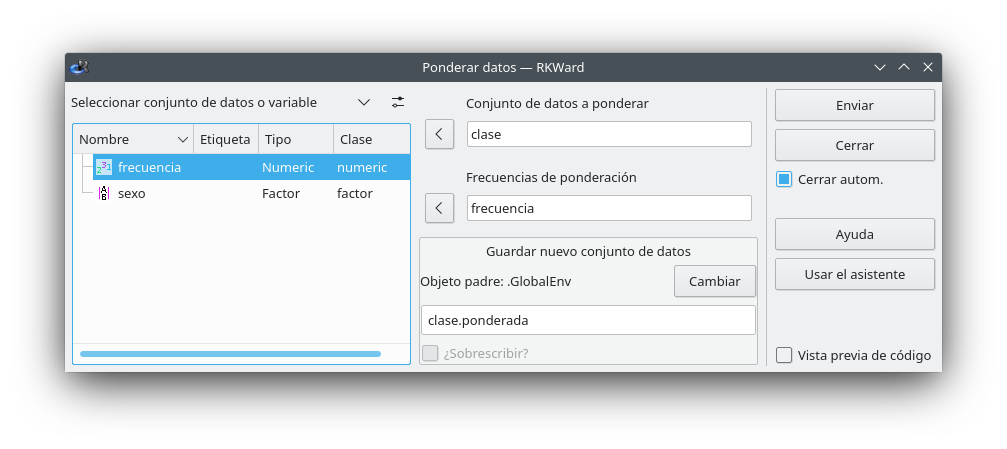 Ponderar datos — RKWard
Seleccionar conjunto de datos o variable
Nombre Etiqueta Tipo Clase
frecuencia Numeric numeric
sexo Factor factor
Conjunto de datos a ponderar
clase
Frecuencias de ponderación
frecuencia
Guardar nuevo conjunto de datos
Objeto padre: .GlobalEnv Cambiar
clase.ponderada
¿Sobrescribir?
Enviar
Cerrar
Cerrar autom.
Ayuda
Usar el asistente
Vista previa de código